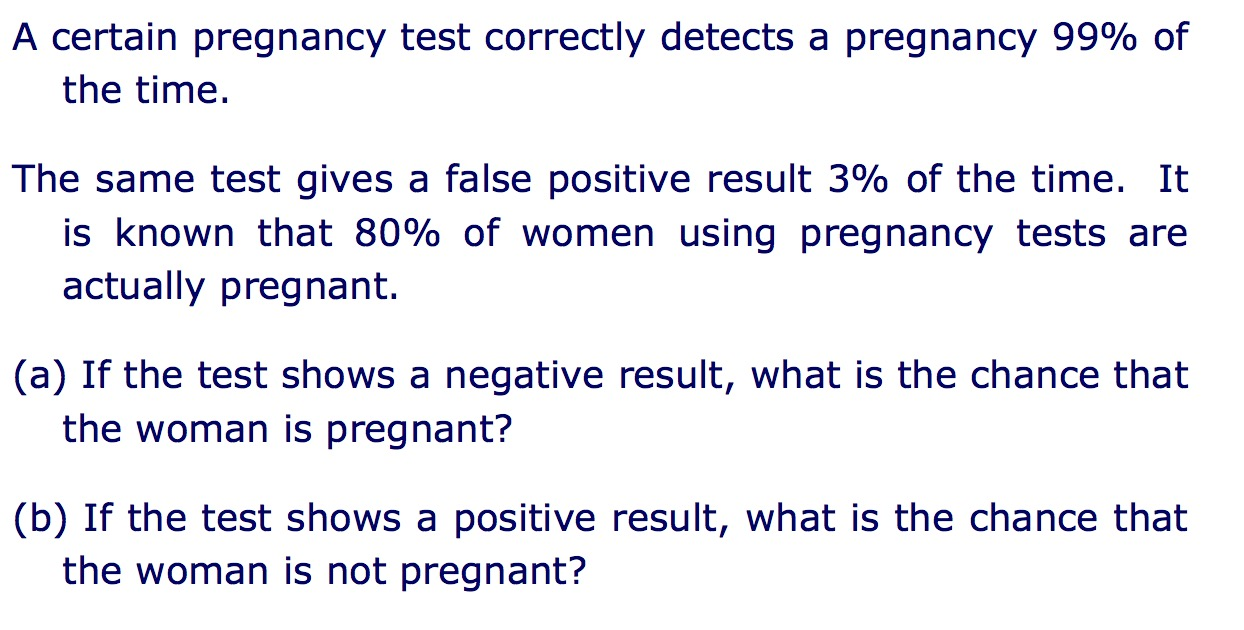 A certain pregnancy test correctly detects a pregnancy 99% of
the time.
The same test gives a false positive result 3% of the time. It
is known that 80% of women using pregnancy tests are
actually pregnant.
(a) If the test shows a negative result, what is the chance that
the woman is pregnant?
(b) If the test shows a positive result, what is the chance that
the woman is not pregnant?